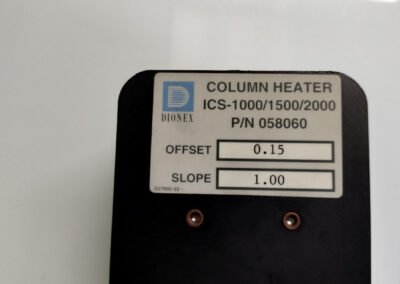 COLUMN HEATER
ICS-1000/1500/2000
P/N 058060
DIONEX
OFFSET 0.15
SLOPE 1.00